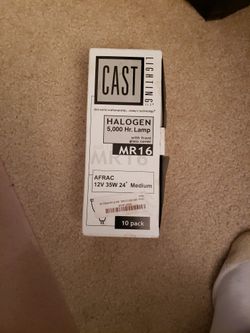 CAST
LIGHTING
HALOGEN
5,000 Hr. Lamp
with front
glass cover
MR16
MR16
AFRAC
12V 35W 24° Medium
10 pack